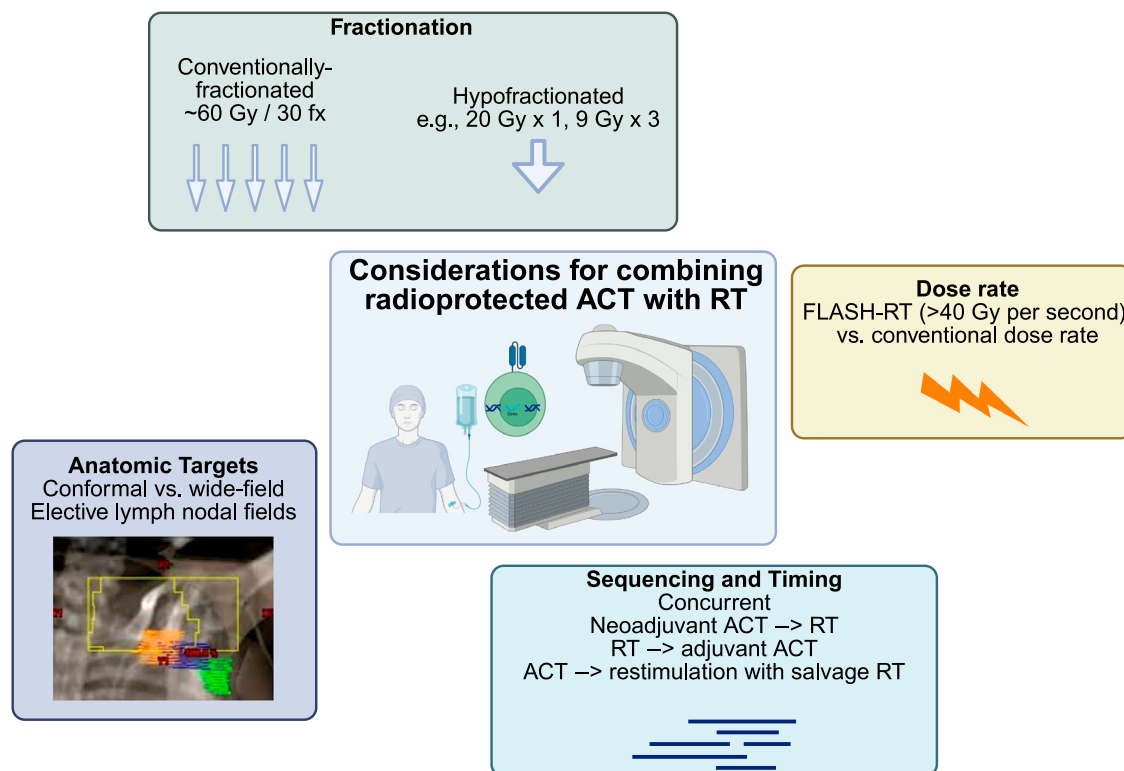 Fractionation
Conventionally-
fractionated
~60 Gy / 30 fx
Hypofractionated
e.g., 20 Gy x 1, 9 Gy x 3
Considerations for combining
radioprotected ACT with RT
Dose rate
FLASH-RT (>40 Gy per second)
vs. conventional dose rate
Anatomic Targets
Conformal vs. wide-field
Elective lymph nodal fields
Sequencing and Timing
Concurrent
Neoadjuvant ACT –> RT
RT –> adjuvant ACT
ACT –> restimulation with salvage RT